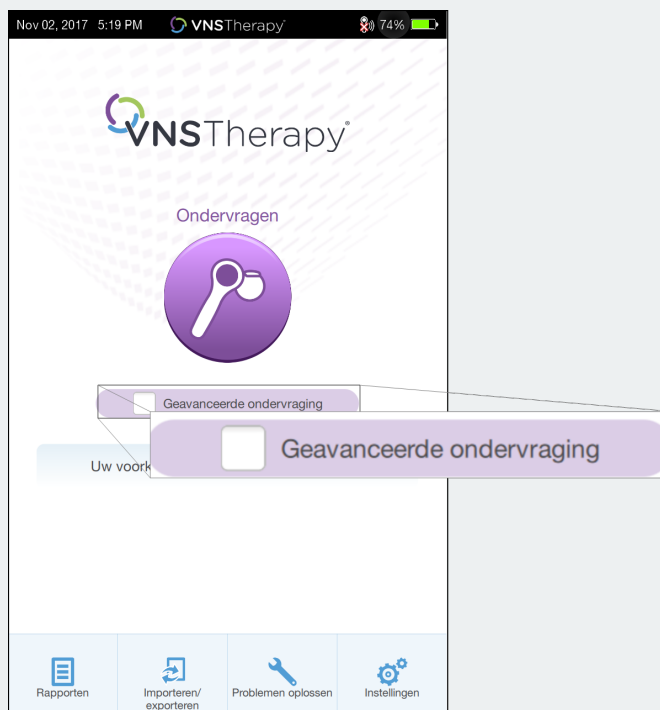 Nov 02, 2017 5:19 PM VNSTherapy 74%
VNSTherapy®
Ondervragen
Geavanceerde ondervraging
Geavanceerde ondervraging
Uw
Rapporten
Importeren/
exporteren
Problemen oplossen
Instellingen